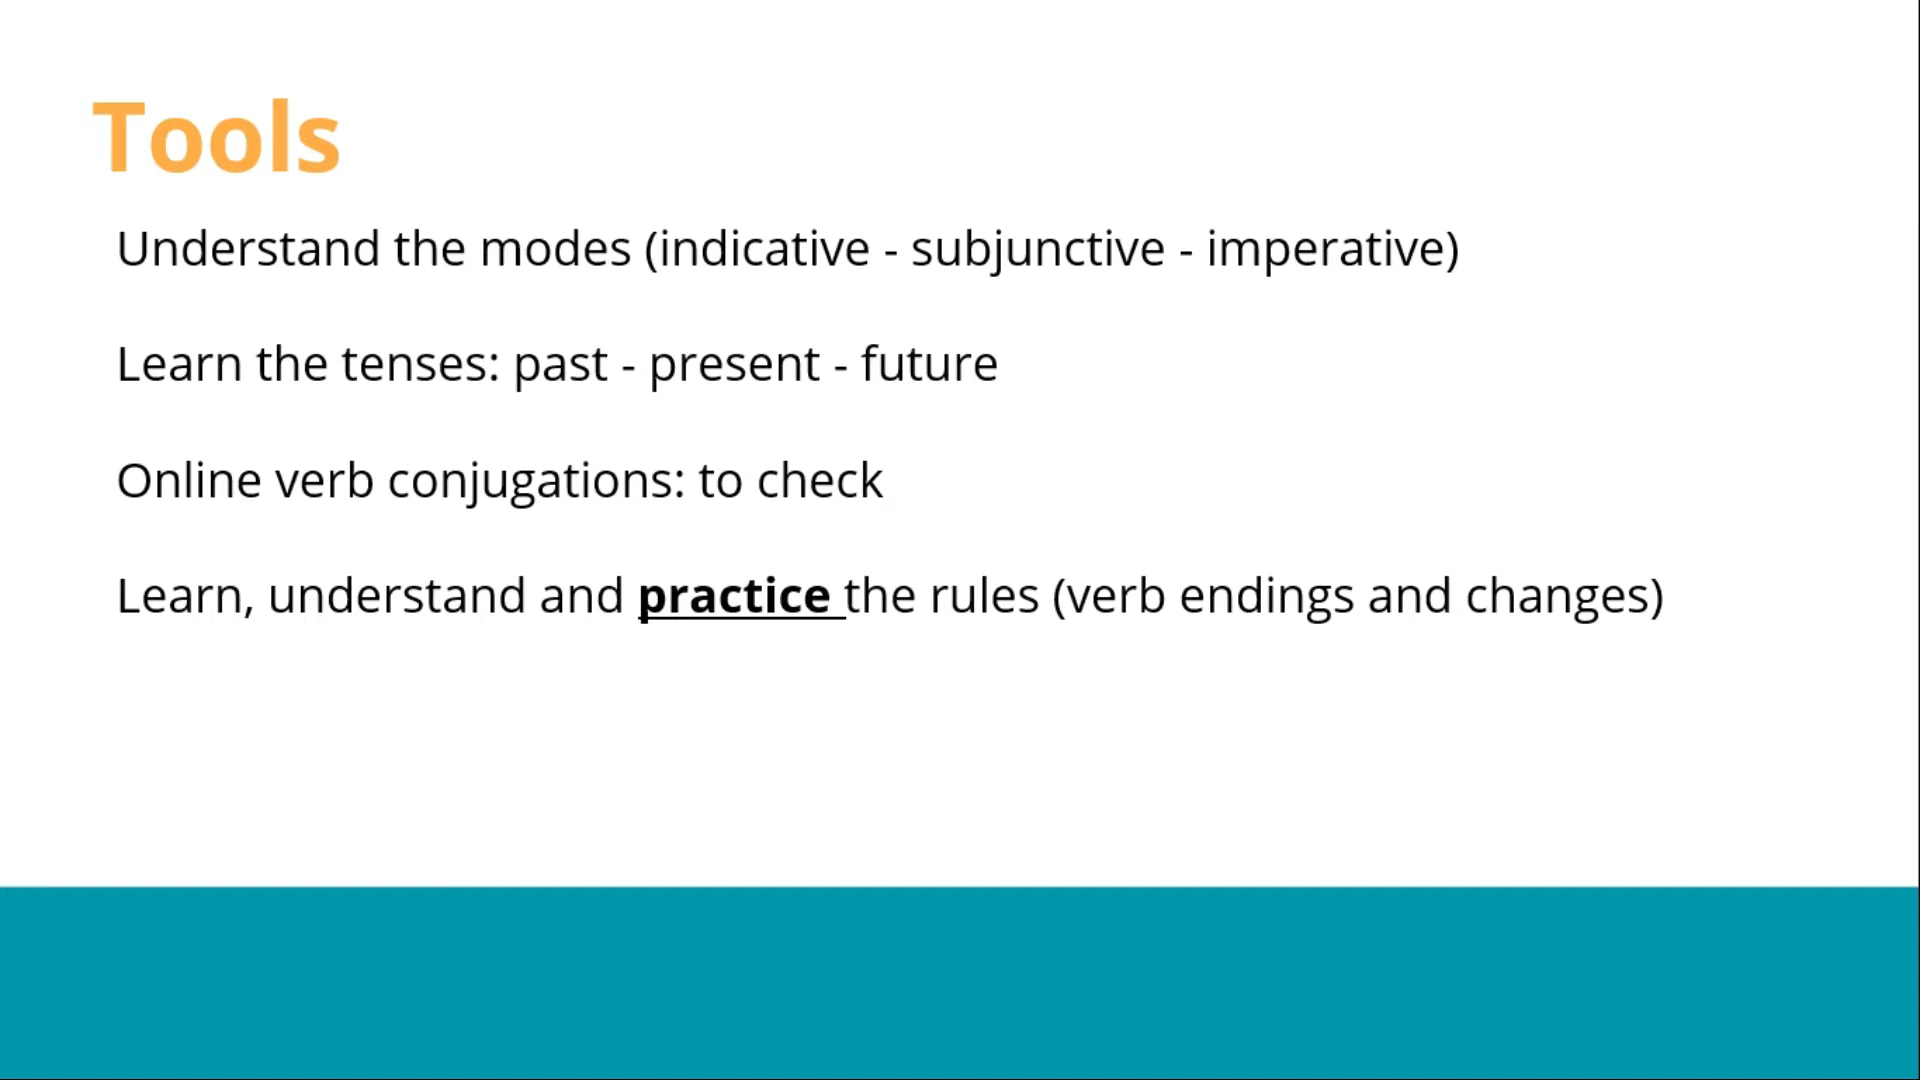 Tools
Understand the modes (indicative - subjunctive - imperative)
Learn the tenses: past - present - future
Online verb conjugations: to check
Learn, understand and practice the rules (verb endings and changes)